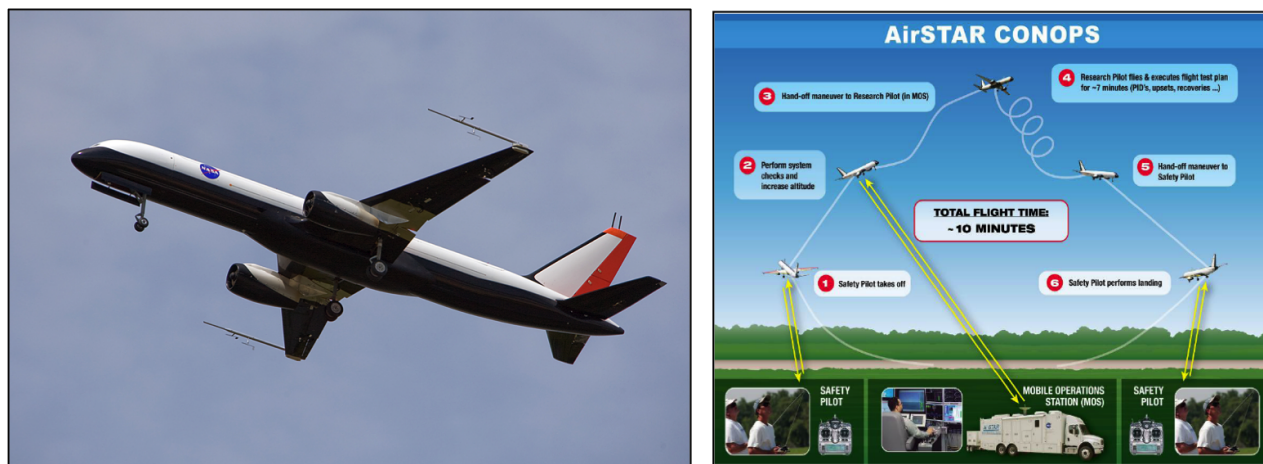 NASA
AirSTAR CONOPS
3 Hand-off maneuver to Research Pilot (in MOS)
4 Research Pilot flies & executes flight test plan
for ~7 minutes (PID's, upsets, recoveries ...)
2 Perform system
checks and
increase altitude
5 Hand-off maneuver to
Safety Pilot
TOTAL FLIGHT TIME:
~10 MINUTES
1 Safety Pilot takes off
6 Safety Pilot performs landing
SAFETY
PILOT
MOBILE OPERATIONS
STATION (MOS)
SAFETY
PILOT
AirSTAR